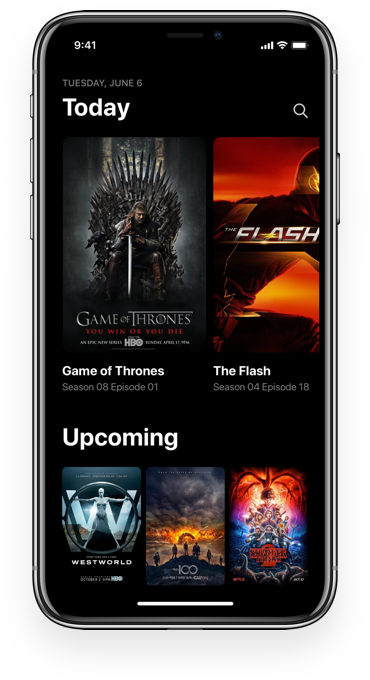 9:41
TUESDAY, JUNE 6
Today
GAME OF THRONES
YOU WIN OR YOU DIE
AN EPIC NEW SERIES HBO SUNDAY, APRIL 17, 9PM
THE FLASH
Game of Thrones
Season 08 Episode 01
The Flash
Season 04 Episode 18
Upcoming
W
WESTWORLD
OCTOBER 2, 9PM HBO
THE 100
STRANGER THINGS 2
NETFLIX